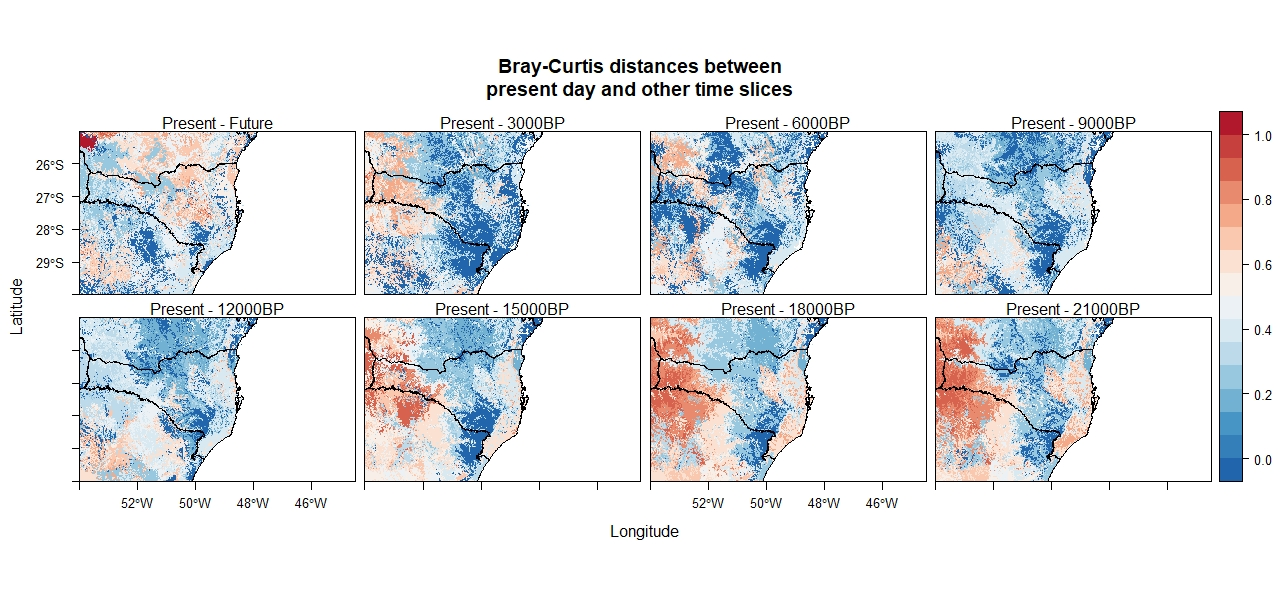 Bray-Curtis distances between
present day and other time slices
Present - Future
Present - 3000BP
Present - 6000BP
Present - 9000BP
26°S
27°S
28°S
29°S
Present - 12000BP
Present - 15000BP
Present - 18000BP
Present - 21000BP
52°W 50°W 48°W 46°W
52°W 50°W 48°W 46°W
Latitude
Longitude
1.0
0.8
0.6
0.4
0.2
0.0